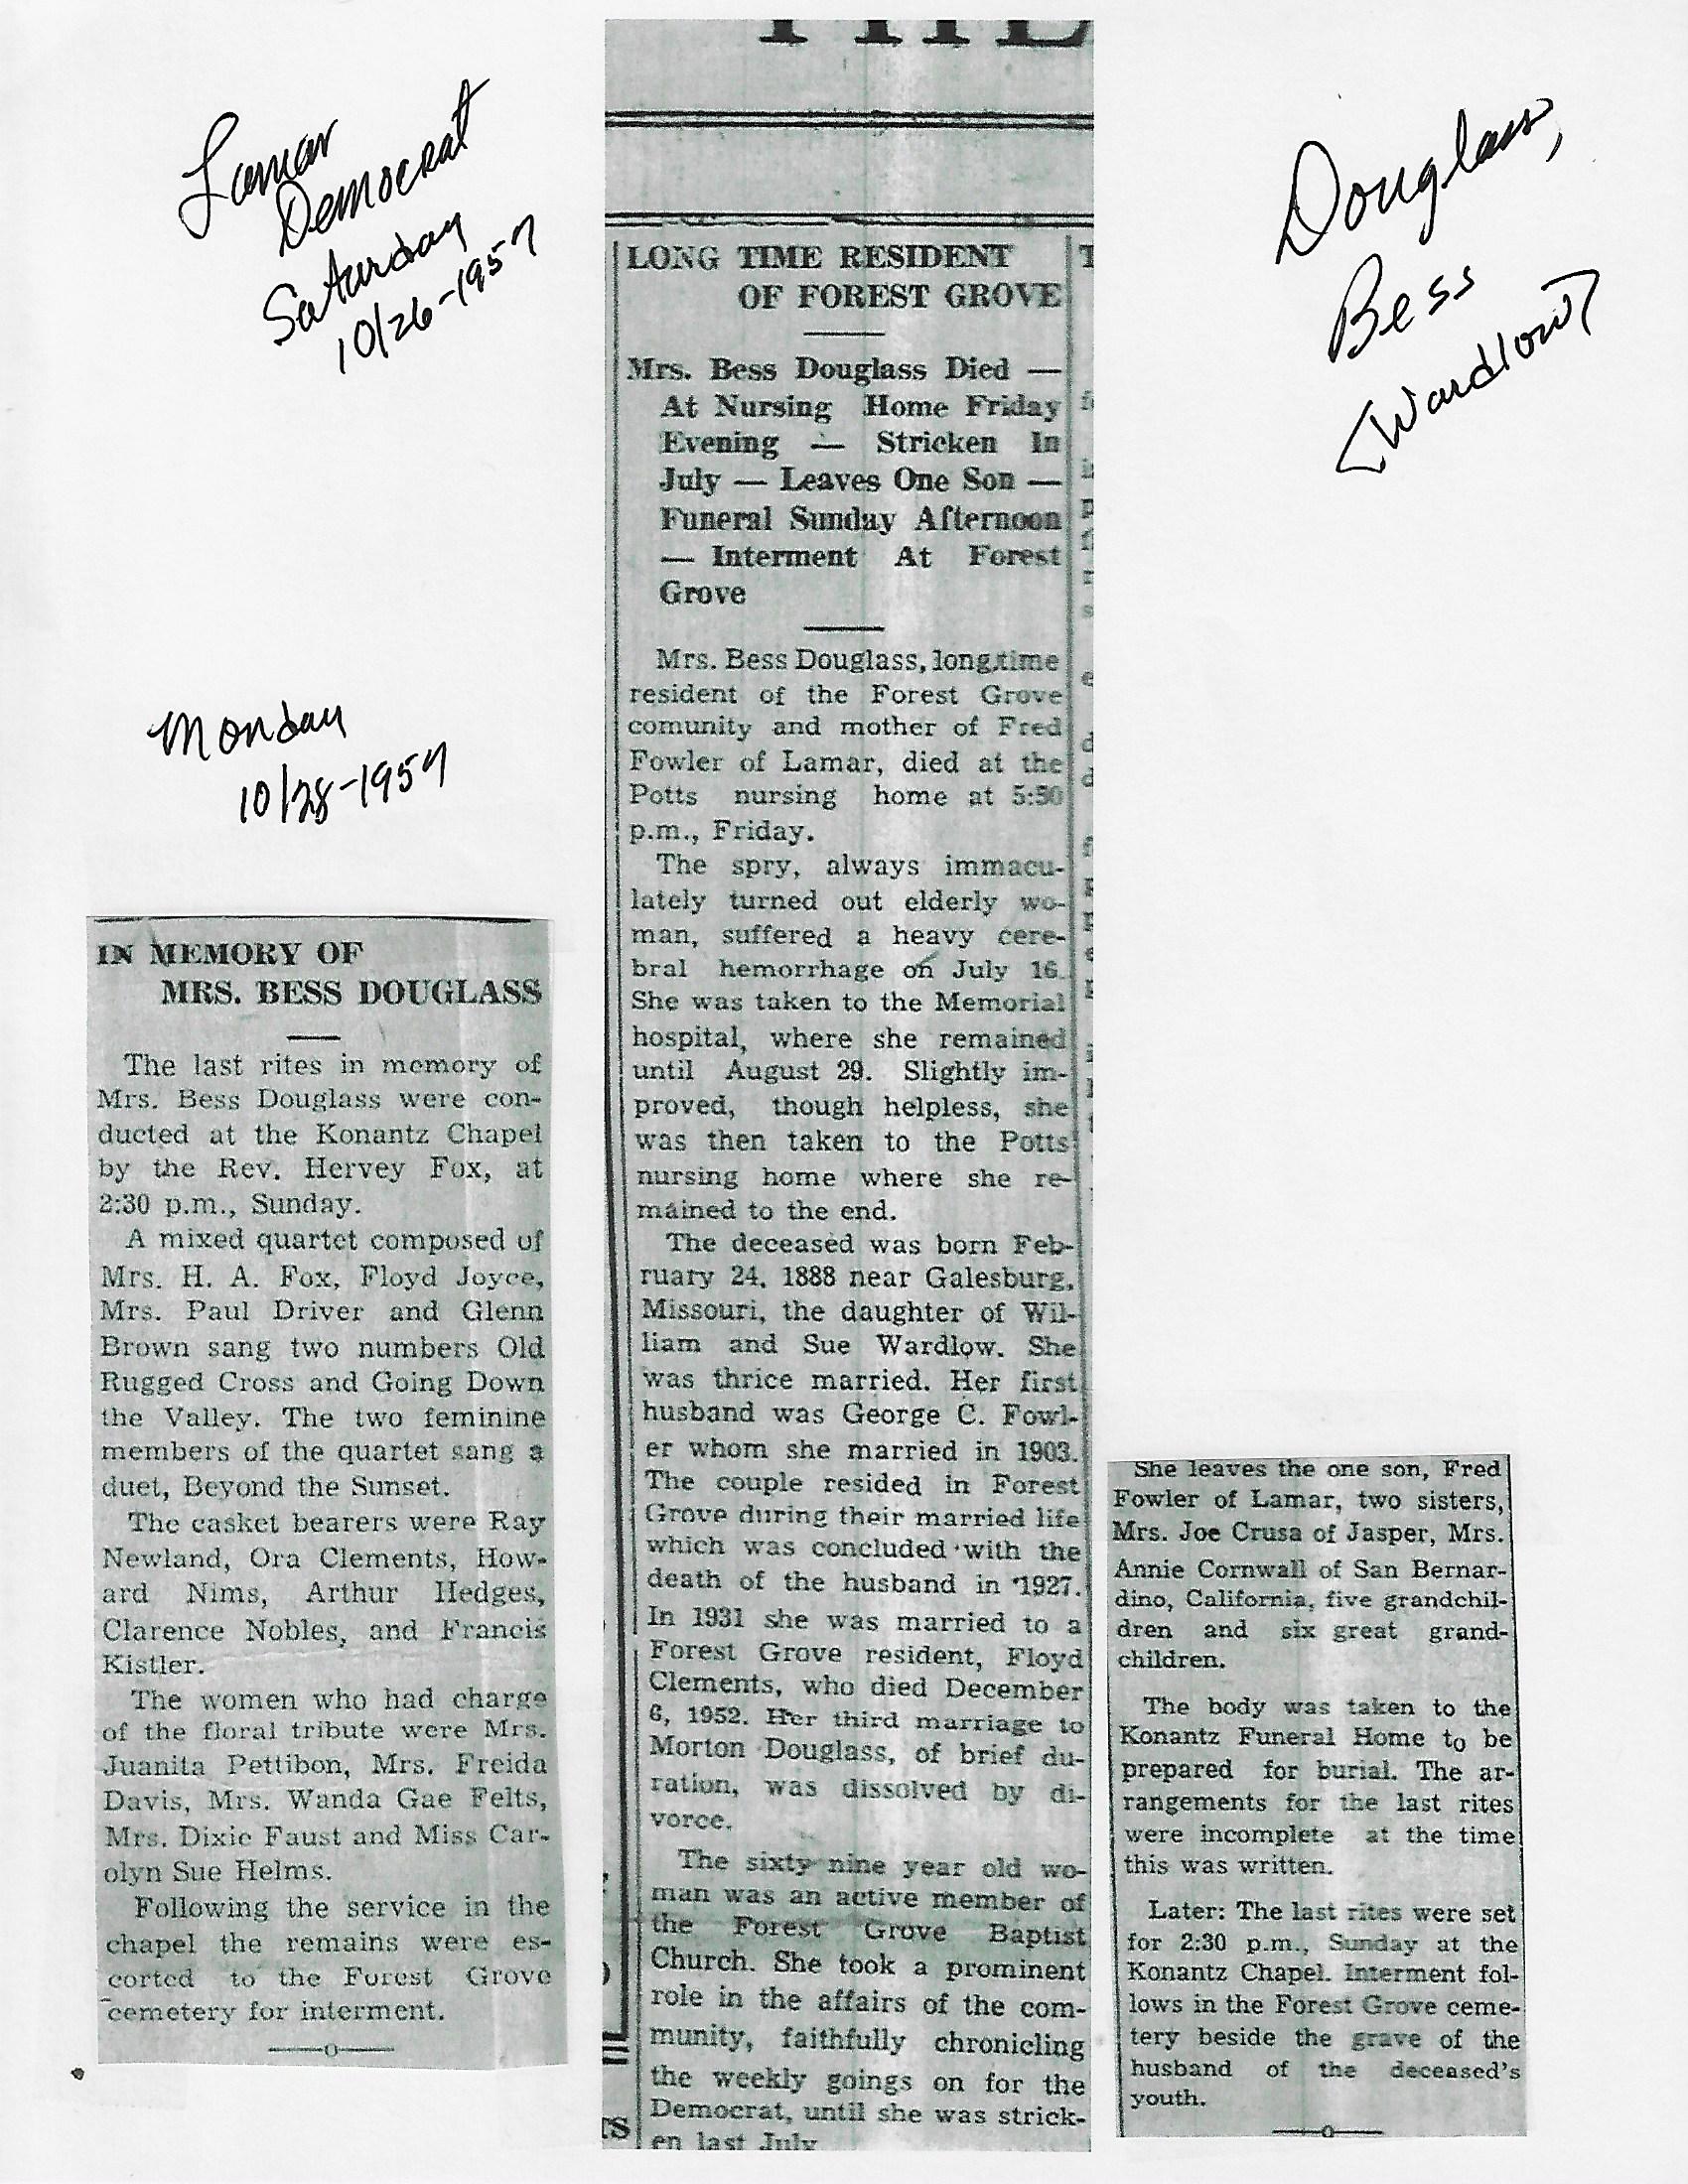 Lamar
Democrat
Saturday
10/26-1957
Douglass,
Bess
[Wardlow]
Monday
10/28-1957
LONG TIME RESIDENT
OF FOREST GROVE
Mrs. Bess Douglass Died —
At Nursing Home Friday
Evening — Stricken In
July — Leaves One Son —
Funeral Sunday Afternoon
— Interment At Forest
Grove
Mrs. Bess Douglass, longtime
resident of the Forest Grove
comunity and mother of Fred
Fowler of Lamar, died at the
Potts nursing home at 5:50
p.m., Friday.
The spry, always immacu-
lately turned out elderly wo-
man, suffered a heavy cere-
bral hemorrhage on July 16.
She was taken to the Memorial
hospital, where she remained
until August 29. Slightly im-
proved, though helpless, she
was then taken to the Potts
nursing home where she re-
mained to the end.
The deceased was born Feb-
ruary 24, 1888 near Galesburg,
Missouri, the daughter of Wil-
liam and Sue Wardlow. She
was thrice married. Her first
husband was George C. Fowl-
er whom she married in 1903.
The couple resided in Forest
Grove during their married life
which was concluded with the
death of the husband in 1927.
In 1931 she was married to a
Forest Grove resident, Floyd
Clements, who died December
6, 1952. Her third marriage to
Morton Douglass, of brief du-
ration, was dissolved by di-
vorce.
The sixty nine year old wo-
man was an active member of
the Forest Grove Baptist
Church. She took a prominent
role in the affairs of the com-
munity, faithfully chronicling
the weekly goings on for the
Democrat, until she was strick-
en last July
She leaves the one son, Fred
Fowler of Lamar, two sisters,
Mrs. Joe Crusa of Jasper, Mrs.
Annie Cornwall of San Bernar-
dino, California, five grandchil-
dren and six great grand-
children.
The body was taken to the
Konantz Funeral Home to be
prepared for burial. The ar-
rangements for the last rites
were incomplete at the time
this was written.
Later: The last rites were set
for 2:30 p.m., Sunday at the
Konantz Chapel. Interment fol-
lows in the Forest Grove ceme-
tery beside the grave of the
husband of the deceased's
youth.
IN MEMORY OF
MRS. BESS DOUGLASS
The last rites in memory of
Mrs. Bess Douglass were con-
ducted at the Konantz Chapel
by the Rev. Hervey Fox, at
2:30 p.m., Sunday.
A mixed quartet composed of
Mrs. H. A. Fox, Floyd Joyce,
Mrs. Paul Driver and Glenn
Brown sang two numbers Old
Rugged Cross and Going Down
the Valley. The two feminine
members of the quartet sang a
duet, Beyond the Sunset.
The casket bearers were Ray
Newland, Ora Clements, How-
ard Nims, Arthur Hedges,
Clarence Nobles, and Francis
Kistler.
The women who had charge
of the floral tribute were Mrs.
Juanita Pettibon, Mrs. Freida
Davis, Mrs. Wanda Gae Felts,
Mrs. Dixie Faust and Miss Car-
olyn Sue Helms.
Following the service in the
chapel the remains were es-
corted to the Forest Grove
cemetery for interment.